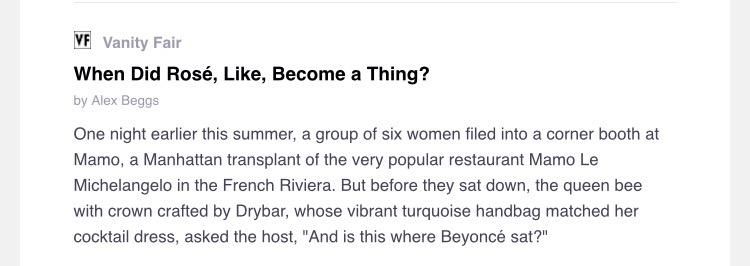 VF Vanity Fair
When Did Rosé, Like, Become a Thing?
by Alex Beggs
One night earlier this summer, a group of six women filed into a corner booth at
Mamo, a Manhattan transplant of the very popular restaurant Mamo Le
Michelangelo in the French Riviera. But before they sat down, the queen bee
with crown crafted by Drybar, whose vibrant turquoise handbag matched her
cocktail dress, asked the host, "And is this where Beyoncé sat?"